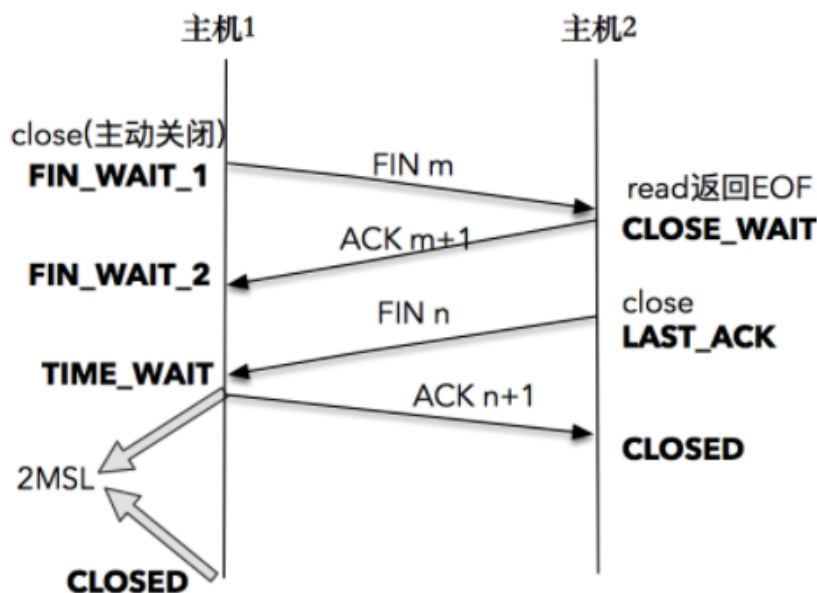 主机1
主机2
close(主动关闭)
FIN_WAIT_1
FIN m
read返回EOF
CLOSE_WAIT
ACK m+1
FIN_WAIT_2
close
FIN n
LAST_ACK
TIME_WAIT
ACK n+1
CLOSED
2MSL
CLOSED